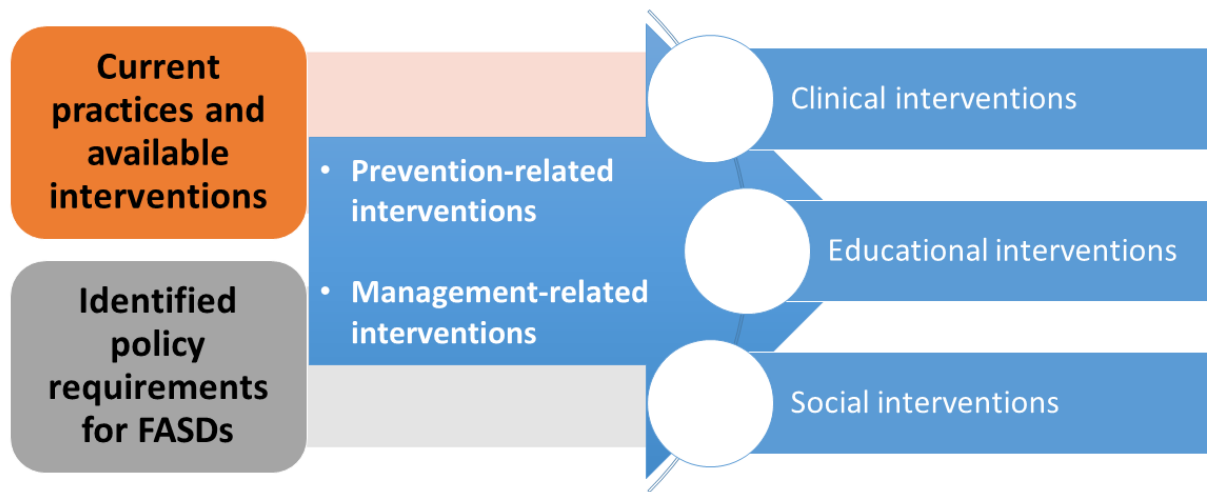 Current
practices and
available
interventions
Identified
policy
requirements
for FASDs
• Prevention-related
interventions
• Management-related
interventions
Clinical interventions
Educational interventions
Social interventions